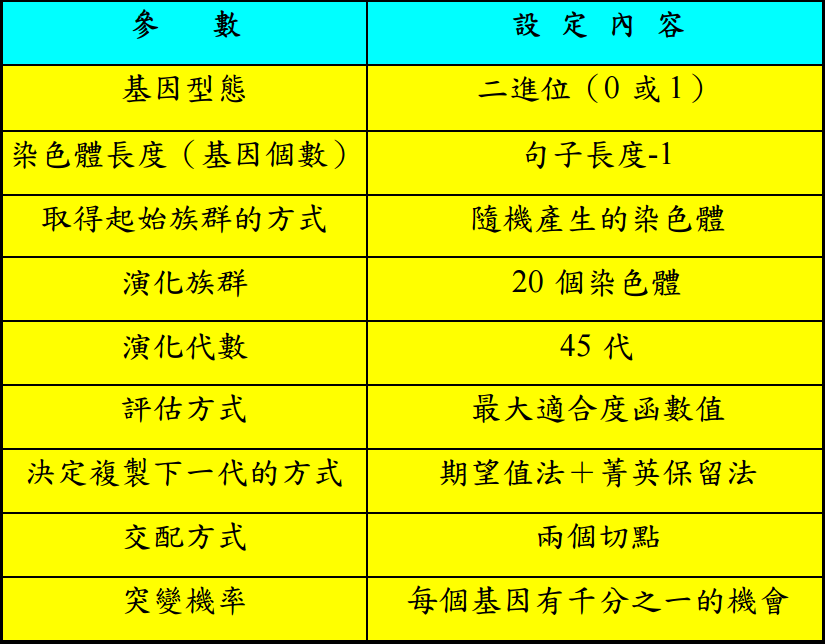 參數 設定內容
基因型態 二進位（0 或 1）
染色體長度（基因個數） 句子長度-1
取得起始族群的方式 隨機產生的染色體
演化族群 20 個染色體
演化代數 45 代
評估方式 最大適合度函數值
決定複製下一代的方式 期望值法＋菁英保留法
交配方式 兩個切點
突變機率 每個基因有千分之一的機會